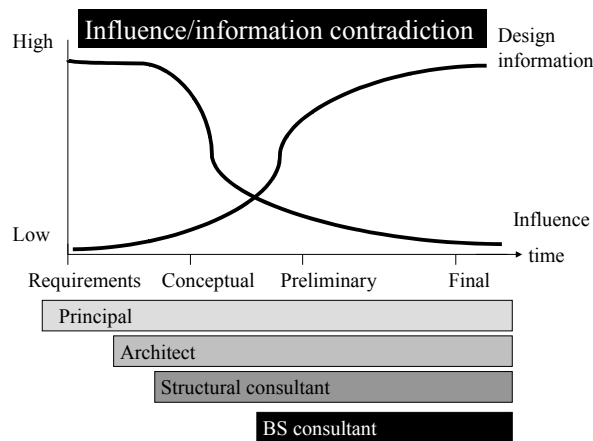 Influence/information contradiction
High
Design
information
Low
Influence
time
Requirements Conceptual Preliminary Final
Principal
Architect
Structural consultant
BS consultant